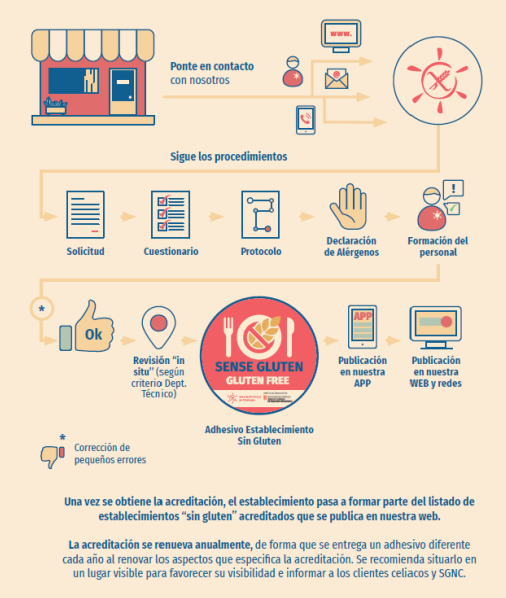 www.
Ponte en contacto
con nosotros
@
Sigue los procedimientos
!
Solicitud
Cuestionario
Protocolo
Declaración
de Alérgenos
Formación del
personal
*
Ok
Revisión “in
situ” (según
criterio Dept.
Técnico)
SENSE GLUTEN
GLUTEN FREE
Adhesivo Establecimiento
Sin Gluten
APP
Publicación
en nuestra
APP
Publicación
en nuestra
WEB y redes
*
Corrección de
pequeños errores
Una vez se obtiene la acreditación, el establecimiento pasa a formar parte del listado de
establecimientos “sin gluten” acreditados que se publica en nuestra web.
La acreditación se renueva anualmente, de forma que se entrega un adhesivo diferente
cada año al renovar los aspectos que especifica la acreditación. Se recomienda situarlo en
un lugar visible para favorecer su visibilidad e informar a los clientes celiacos y SGNC.